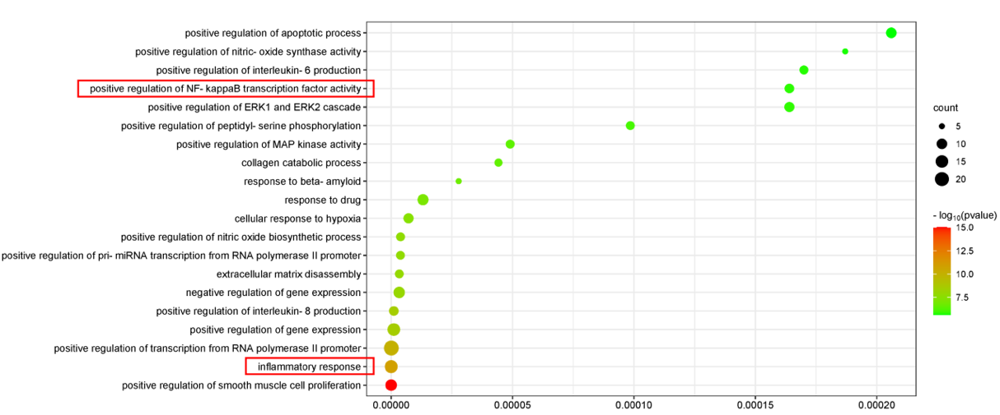 positive regulation of apoptotic process
positive regulation of nitric- oxide synthase activity
positive regulation of interleukin- 6 production
positive regulation of NF- kappaB transcription factor activity
positive regulation of ERK1 and ERK2 cascade
positive regulation of peptidyl- serine phosphorylation
positive regulation of MAP kinase activity
collagen catabolic process
response to beta- amyloid
response to drug
cellular response to hypoxia
positive regulation of nitric oxide biosynthetic process
positive regulation of pri- miRNA transcription from RNA polymerase II promoter
extracellular matrix disassembly
negative regulation of gene expression
positive regulation of interleukin- 8 production
positive regulation of gene expression
positive regulation of transcription from RNA polymerase II promoter
inflammatory response
positive regulation of smooth muscle cell proliferation
0.00000 0.00005 0.00010 0.00015 0.00020
count
5
10
15
20
- log10(pvalue)
15.0
12.5
10.0
7.5